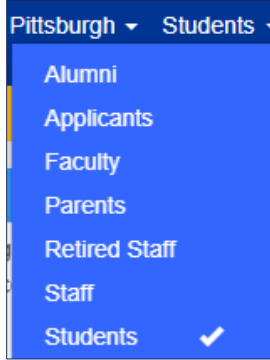 Pittsburgh Students
Alumni
Applicants
Faculty
Parents
Retired Staff
Staff
Students